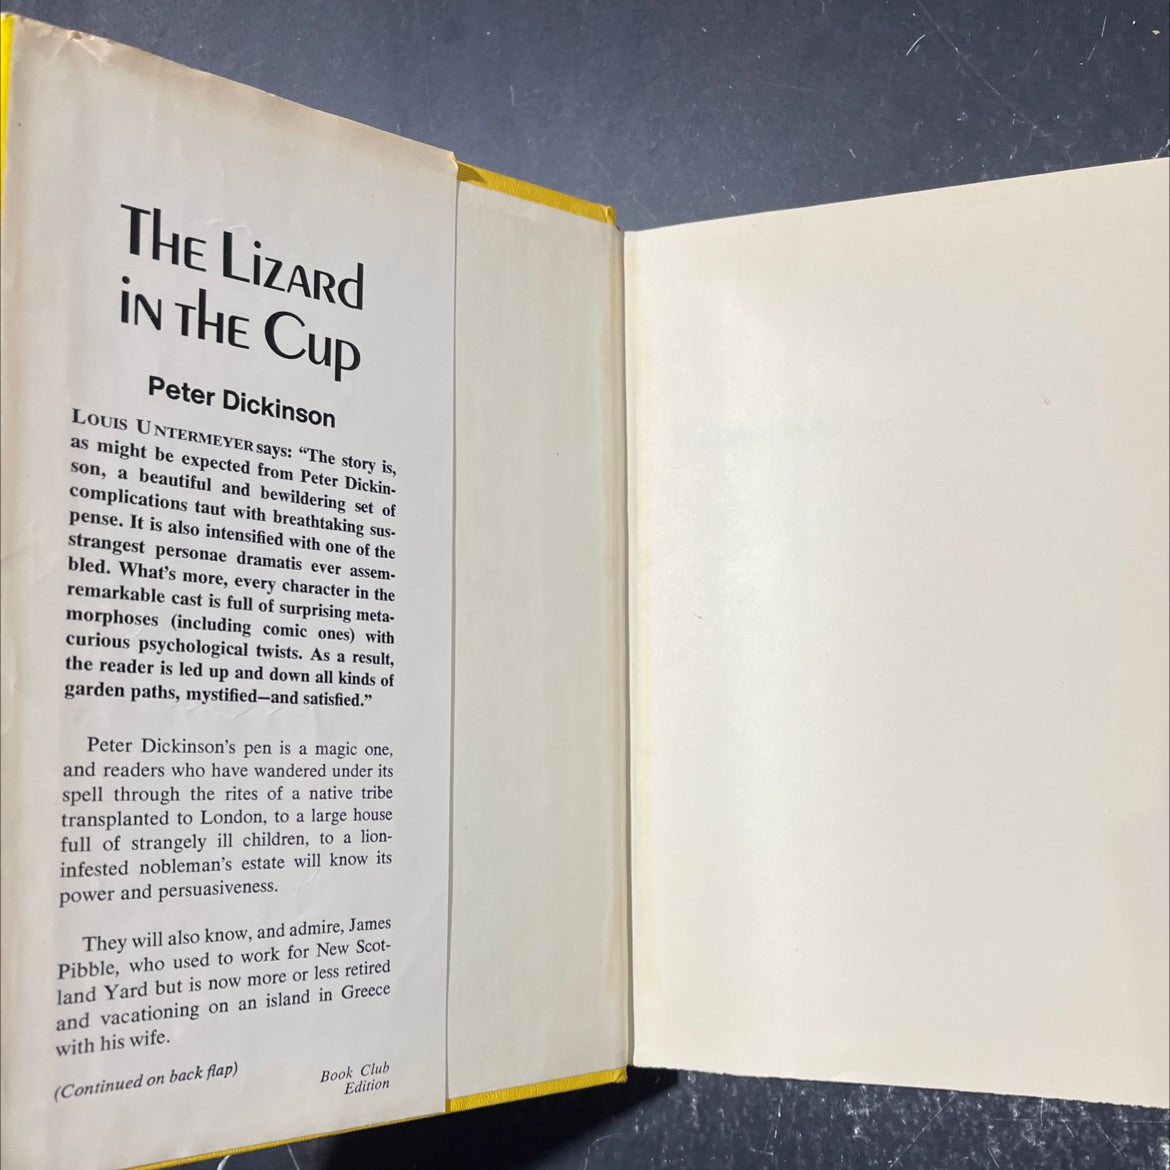 The Lizard
in the Cup
Peter Dickinson
LOUIS UNTERMEYER says: “The story is,
as might be expected from Peter Dickin-
son, a beautiful and bewildering set of
complications taut with breathtaking sus-
pense. It is also intensified with one of the
strangest personae dramatis ever assem-
bled. What’s more, every character in the
remarkable cast is full of surprising meta-
morphoses (including comic ones) with
curious psychological twists. As a result,
the reader is led up and down all kinds of
garden paths, mystified—and satisfied.”
Peter Dickinson’s pen is a magic one,
and readers who have wandered under its
spell through the rites of a native tribe
transplanted to London, to a large house
full of strangely ill children, to a lion-
infested nobleman’s estate will know its
power and persuasiveness.
They will also know, and admire, James
Pibble, who used to work for New Scot-
land Yard but is now more or less retired
and vacationing on an island in Greece
with his wife.
(Continued on back flap)
Book Club
Edition